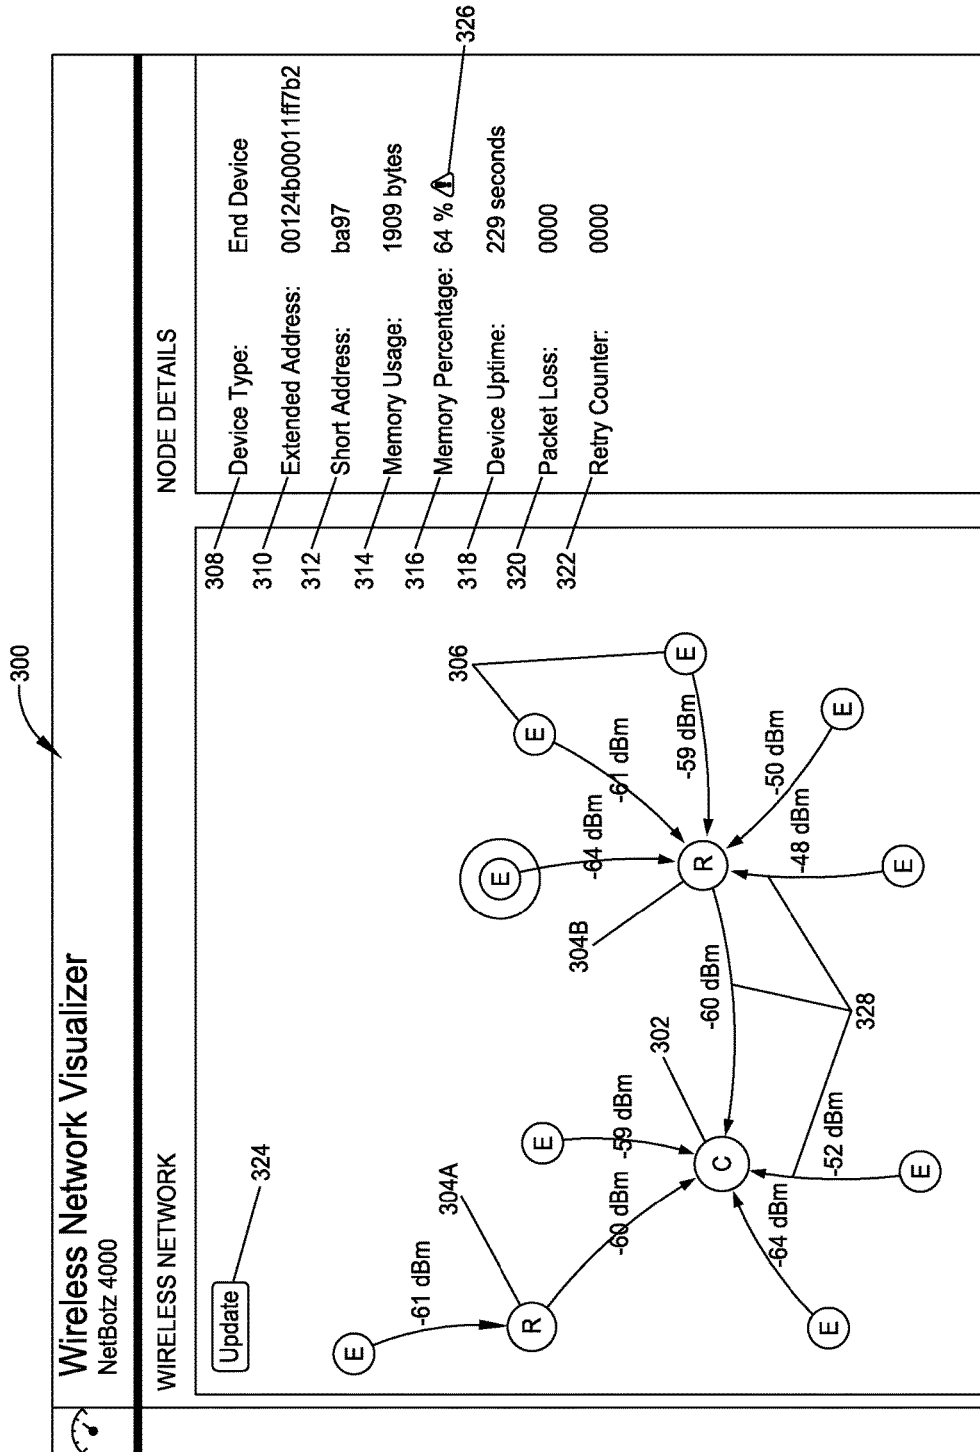 300
Wireless Network Visualizer
NetBotz 4000
WIRELESS NETWORK
NODE DETAILS
Update
324
308
Device Type: End Device
310
Extended Address: 00124b00011ff7b2
312
Short Address: ba97
314
Memory Usage: 1909 bytes
316
Memory Percentage: 64 %
326
318
Device Uptime: 229 seconds
320
Packet Loss: 0000
322
Retry Counter: 0000
E
-61 dBm
R
304A
-60 dBm
E
-59 dBm
302
C
E
-64 dBm
E
-52 dBm
-60 dBm
328
304B
R
E
-64 dBm
E
-61 dBm
306
E
-59 dBm
E
-50 dBm
E
-48 dBm